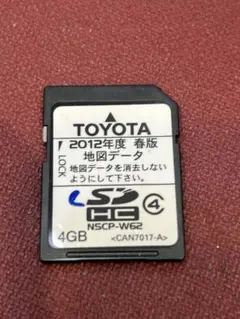 TOYOTA
2012年度 春版
地図データ
地図データを消去しない
ようにして下さい。
LOCK
SD
HC
4
NSCP-W62
4GB
<CAN7017-A>